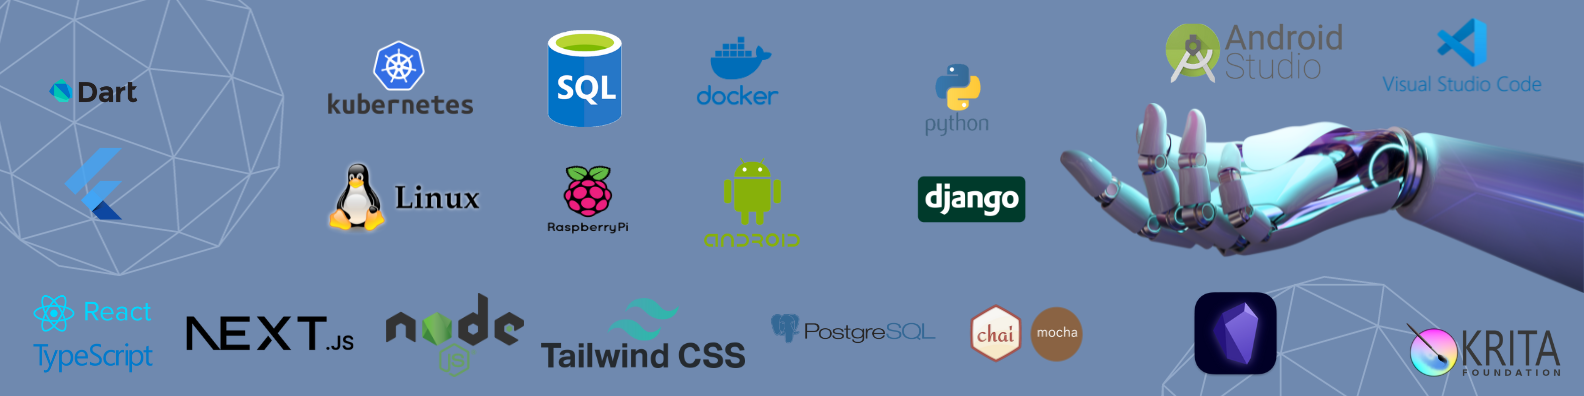 Dart
kubernetes
SQL
docker
python
Android
Studio
Visual Studio Code
Linux
RaspberryPi
ANDROID
django
React
TypeScript
NEXT.JS
node
JS
Tailwind CSS
PostgreSQL
chai
mocha
KRITA
FOUNDATION